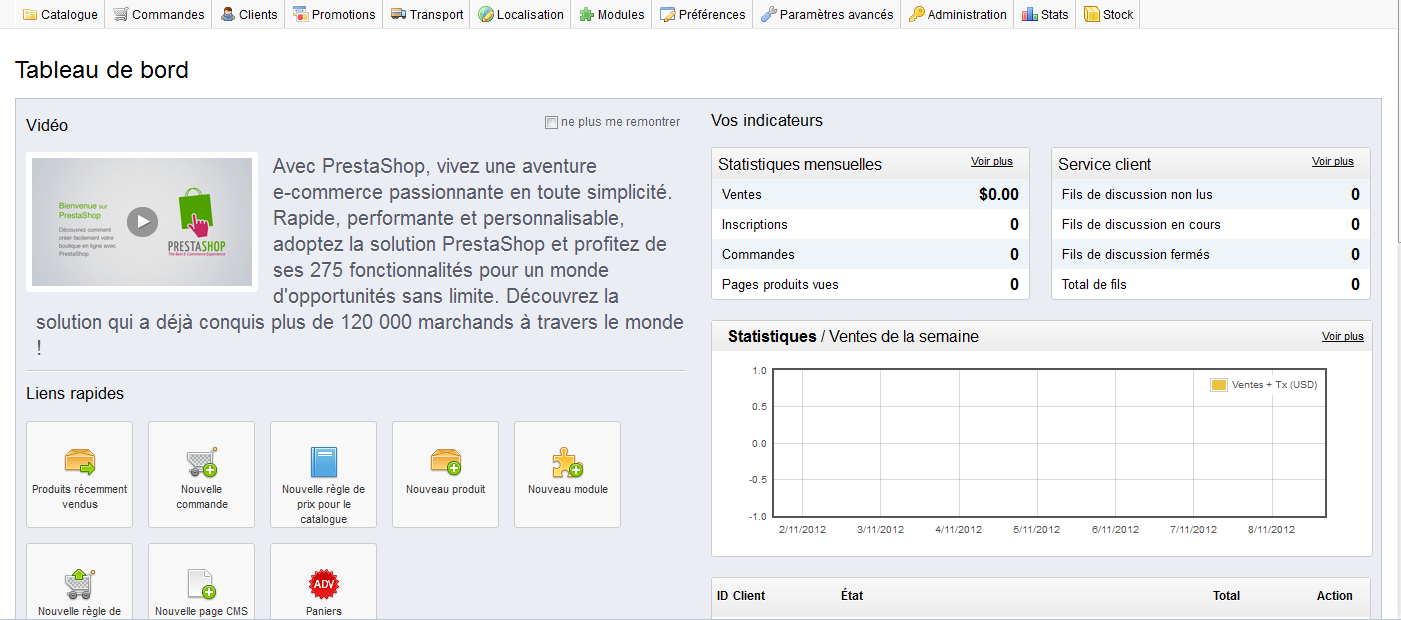 Catalogue Commandes Clients Promotions Transport Localisation Modules Préférences Paramètres avancés Administration Stats Stock
Tableau de bord
Vidéo
ne plus me remontrer
Bienvenue sur
PrestaShop
Découvrez comment
créer facilement votre
boutique en ligne avec
PrestaShop.
PRESTASHOP
The Best E-Commerce Experience
Avec PrestaShop, vivez une aventure
e-commerce passionnante en toute simplicité.
Rapide, performante et personnalisable,
adoptez la solution PrestaShop et profitez de
ses 275 fonctionnalités pour un monde
d'opportunités sans limite. Découvrez la
solution qui a déjà conquis plus de 120 000 marchands à travers le monde
!
Liens rapides
Produits récemment
vendus
Nouvelle
commande
Nouvelle règle de
prix pour le
catalogue
Nouveau produit
Nouveau module
Nouvelle règle de
Nouvelle page CMS
ADV
Paniers
Vos indicateurs
Statistiques mensuelles Voir plus
Ventes $0.00
Inscriptions 0
Commandes 0
Pages produits vues 0
Service client Voir plus
Fils de discussion non lus 0
Fils de discussion en cours 0
Fils de discussion fermés 0
Total de fils 0
Statistiques / Ventes de la semaine Voir plus
Ventes + Tx (USD)
1.0
0.5
0.0
-0.5
-1.0
2/11/2012 3/11/2012 4/11/2012 5/11/2012 6/11/2012 7/11/2012 8/11/2012
ID Client État Total Action